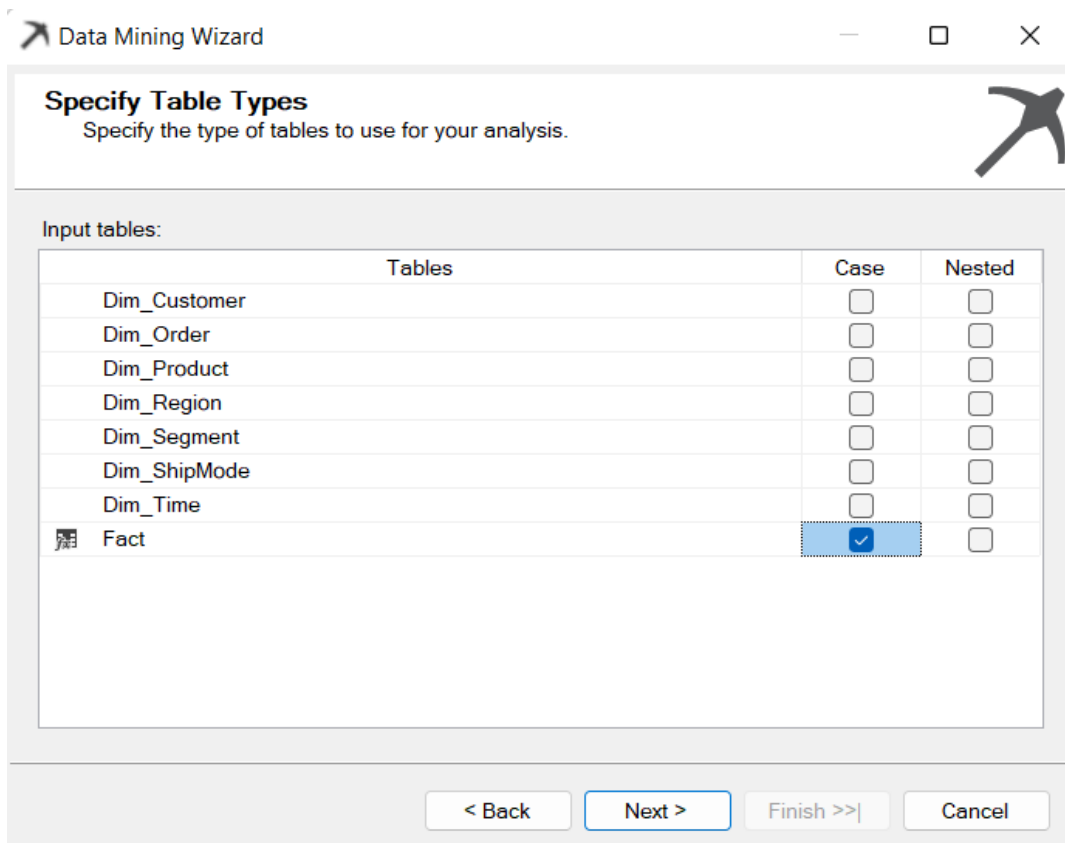 Data Mining Wizard
Specify Table Types
Specify the type of tables to use for your analysis.
Input tables:
Tables Case Nested
Dim_Customer
Dim_Order
Dim_Product
Dim_Region
Dim_Segment
Dim_ShipMode
Dim_Time
Fact
< Back Next > Finish >>| Cancel